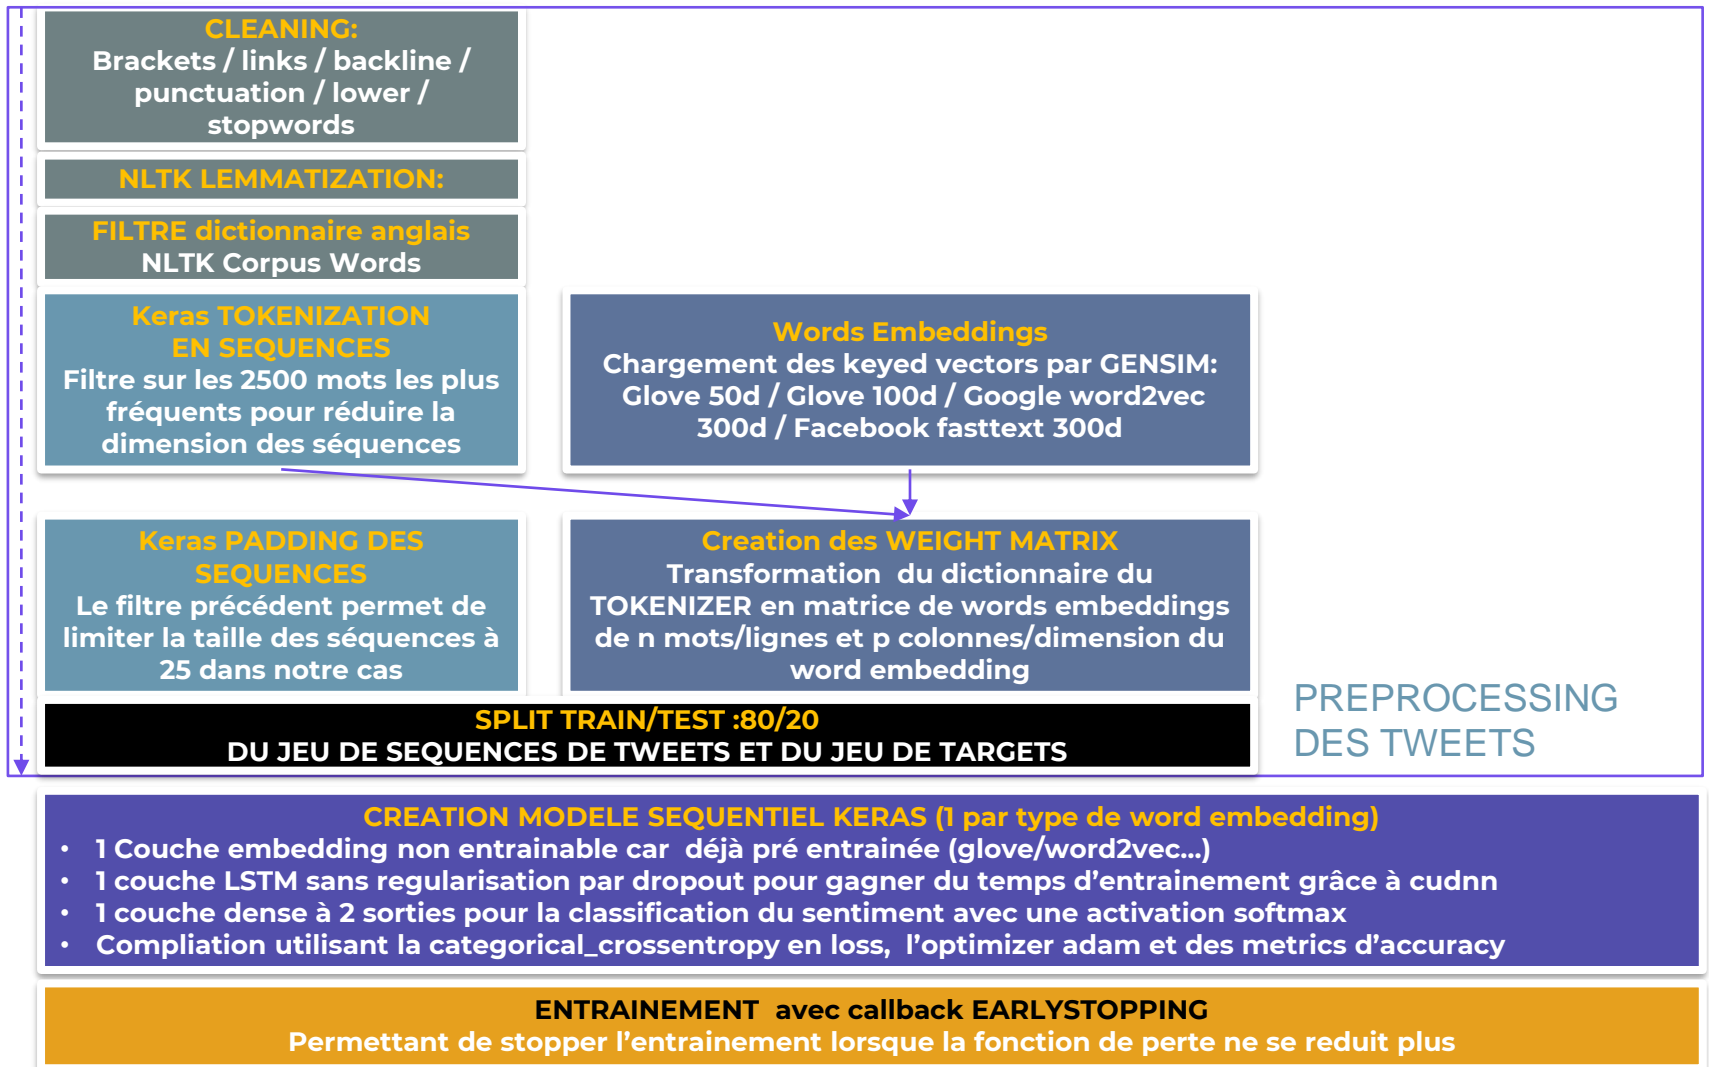 CLEANING:
Brackets / links / backline /
punctuation / lower /
stopwords
NLTK LEMMATIZATION:
FILTRE dictionnaire anglais
NLTK Corpus Words
Keras TOKENIZATION
EN SEQUENCES
Filtre sur les 2500 mots les plus
fréquents pour réduire la
dimension des séquences
Words Embeddings
Chargement des keyed vectors par GENSIM:
Glove 50d / Glove 100d / Google word2vec
300d / Facebook fasttext 300d
Keras PADDING DES
SEQUENCES
Le filtre précédent permet de
limiter la taille des séquences à
25 dans notre cas
Creation des WEIGHT MATRIX
Transformation du dictionnaire du
TOKENIZER en matrice de words embeddings
de n mots/lignes et p colonnes/dimension du
word embedding
SPLIT TRAIN/TEST :80/20
DU JEU DE SEQUENCES DE TWEETS ET DU JEU DE TARGETS
PREPROCESSING
DES TWEETS
CREATION MODELE SEQUENTIEL KERAS (1 par type de word embedding)
• 1 Couche embedding non entrainable car déjà pré entrainée (glove/word2vec...)
• 1 couche LSTM sans regularisation par dropout pour gagner du temps d'entrainement grâce à cudnn
• 1 couche dense à 2 sorties pour la classification du sentiment avec une activation softmax
• Compliation utilisant la categorical_crossentropy en loss, l'optimizer adam et des metrics d'accuracy
ENTRAINEMENT avec callback EARLYSTOPPING
Permettant de stopper l'entrainement lorsque la fonction de perte ne se reduit plus